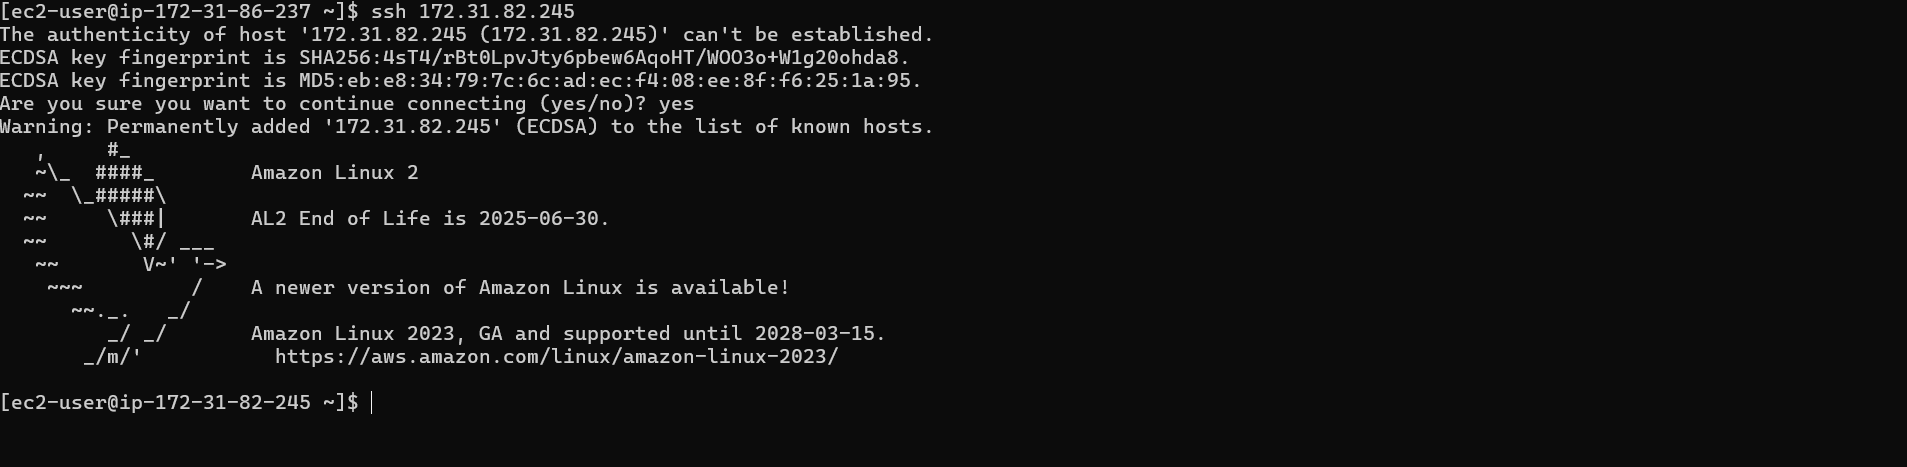 [ec2-user@ip-172-31-86-237 ~]$ ssh 172.31.82.245
The authenticity of host '172.31.82.245 (172.31.82.245)' can't be established.
ECDSA key fingerprint is SHA256:4sT4/rBt0LpvJty6pbew6AqoHT/WOO3o+W1g20ohda8.
ECDSA key fingerprint is MD5:eb:e8:34:79:7c:6c:ad:ec:f4:08:ee:8f:f6:25:1a:95.
Are you sure you want to continue connecting (yes/no)? yes
Warning: Permanently added '172.31.82.245' (ECDSA) to the list of known hosts.
   ,     #_
   ~\_  ####_        Amazon Linux 2
  ~~  \_#####\
  ~~     \###|       AL2 End of Life is 2025-06-30.
  ~~       \#/ ___
   ~~       V~' '->
    ~~~         /    A newer version of Amazon Linux is available!
      ~~._.   _/
         _/ _/       Amazon Linux 2023, GA and supported until 2028-03-15.
       _/m/'           https://aws.amazon.com/linux/amazon-linux-2023/
[ec2-user@ip-172-31-82-245 ~]$